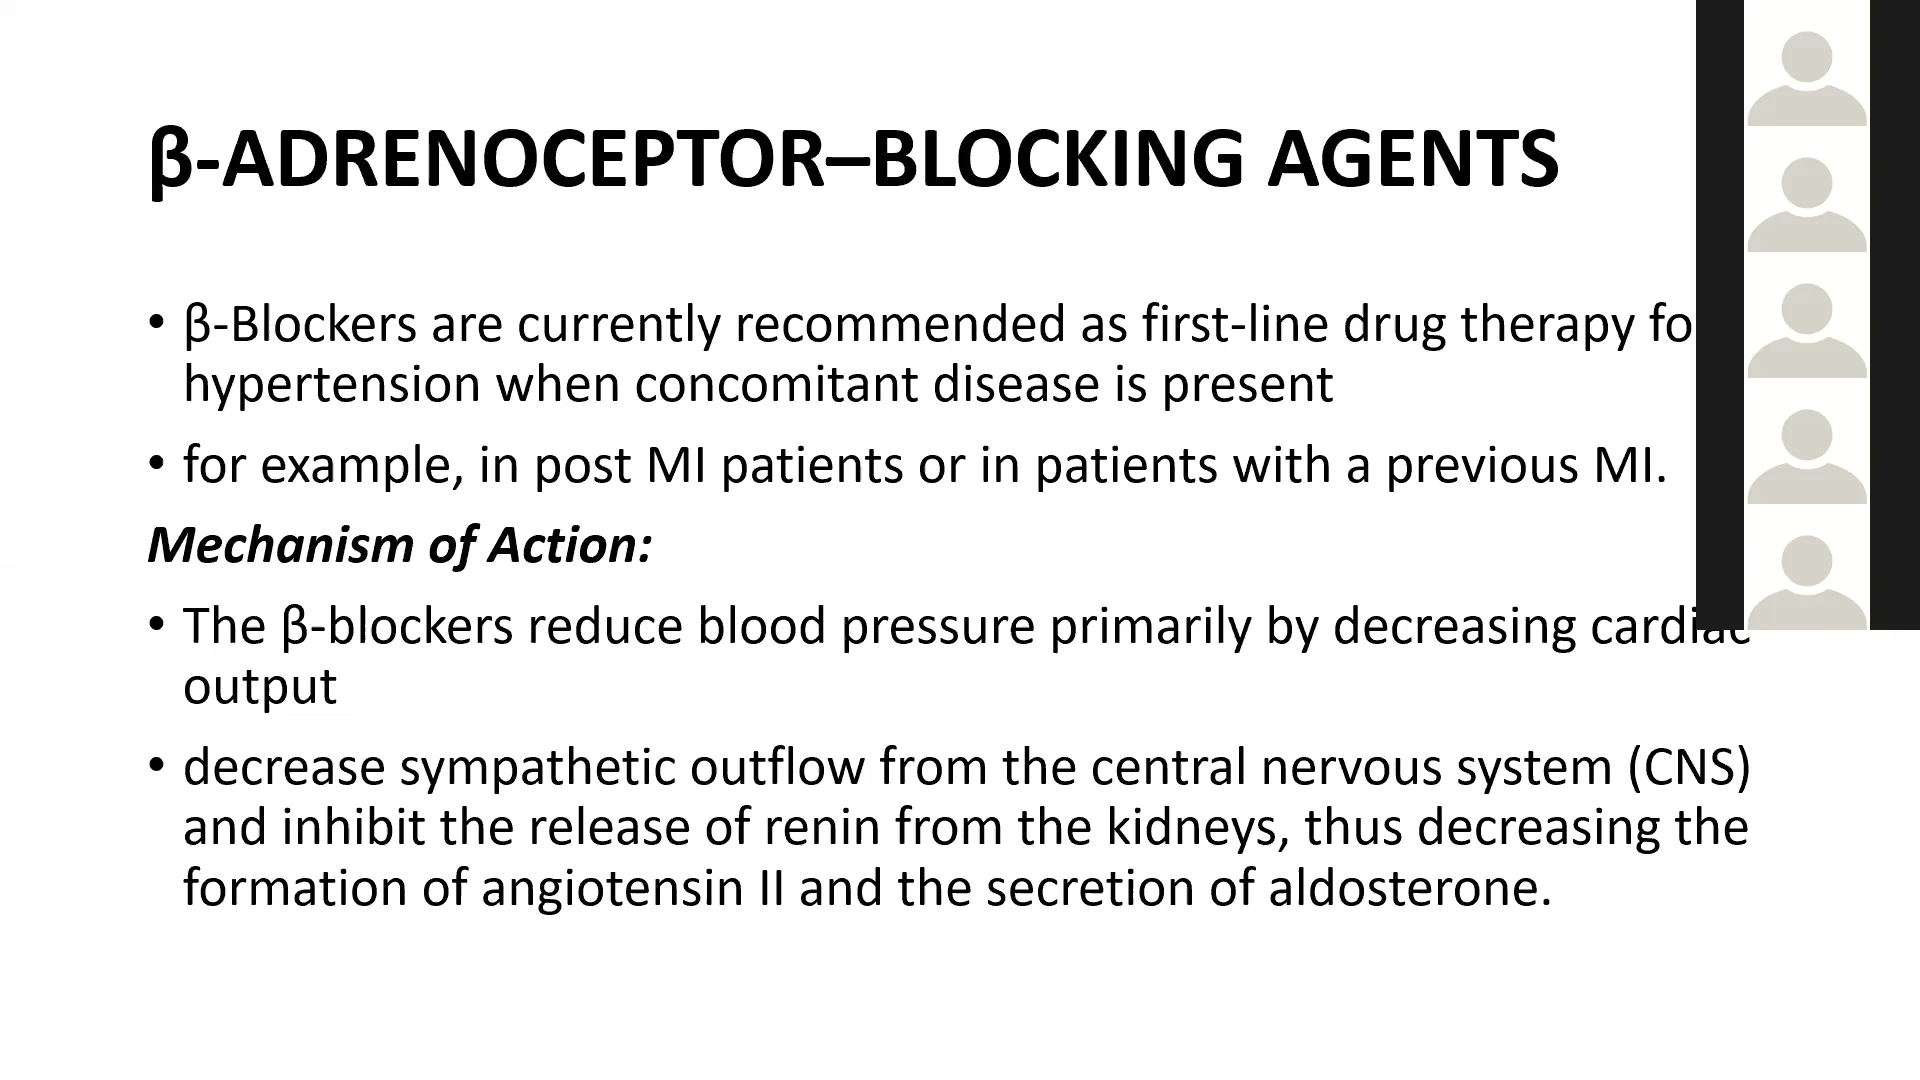 β-ADRENOCEPTOR–BLOCKING AGENTS
• β-Blockers are currently recommended as first-line drug therapy fo
hypertension when concomitant disease is present
• for example, in post MI patients or in patients with a previous MI.
Mechanism of Action:
• The β-blockers reduce blood pressure primarily by decreasing cardiac
output
• decrease sympathetic outflow from the central nervous system (CNS)
and inhibit the release of renin from the kidneys, thus decreasing the
formation of angiotensin II and the secretion of aldosterone.